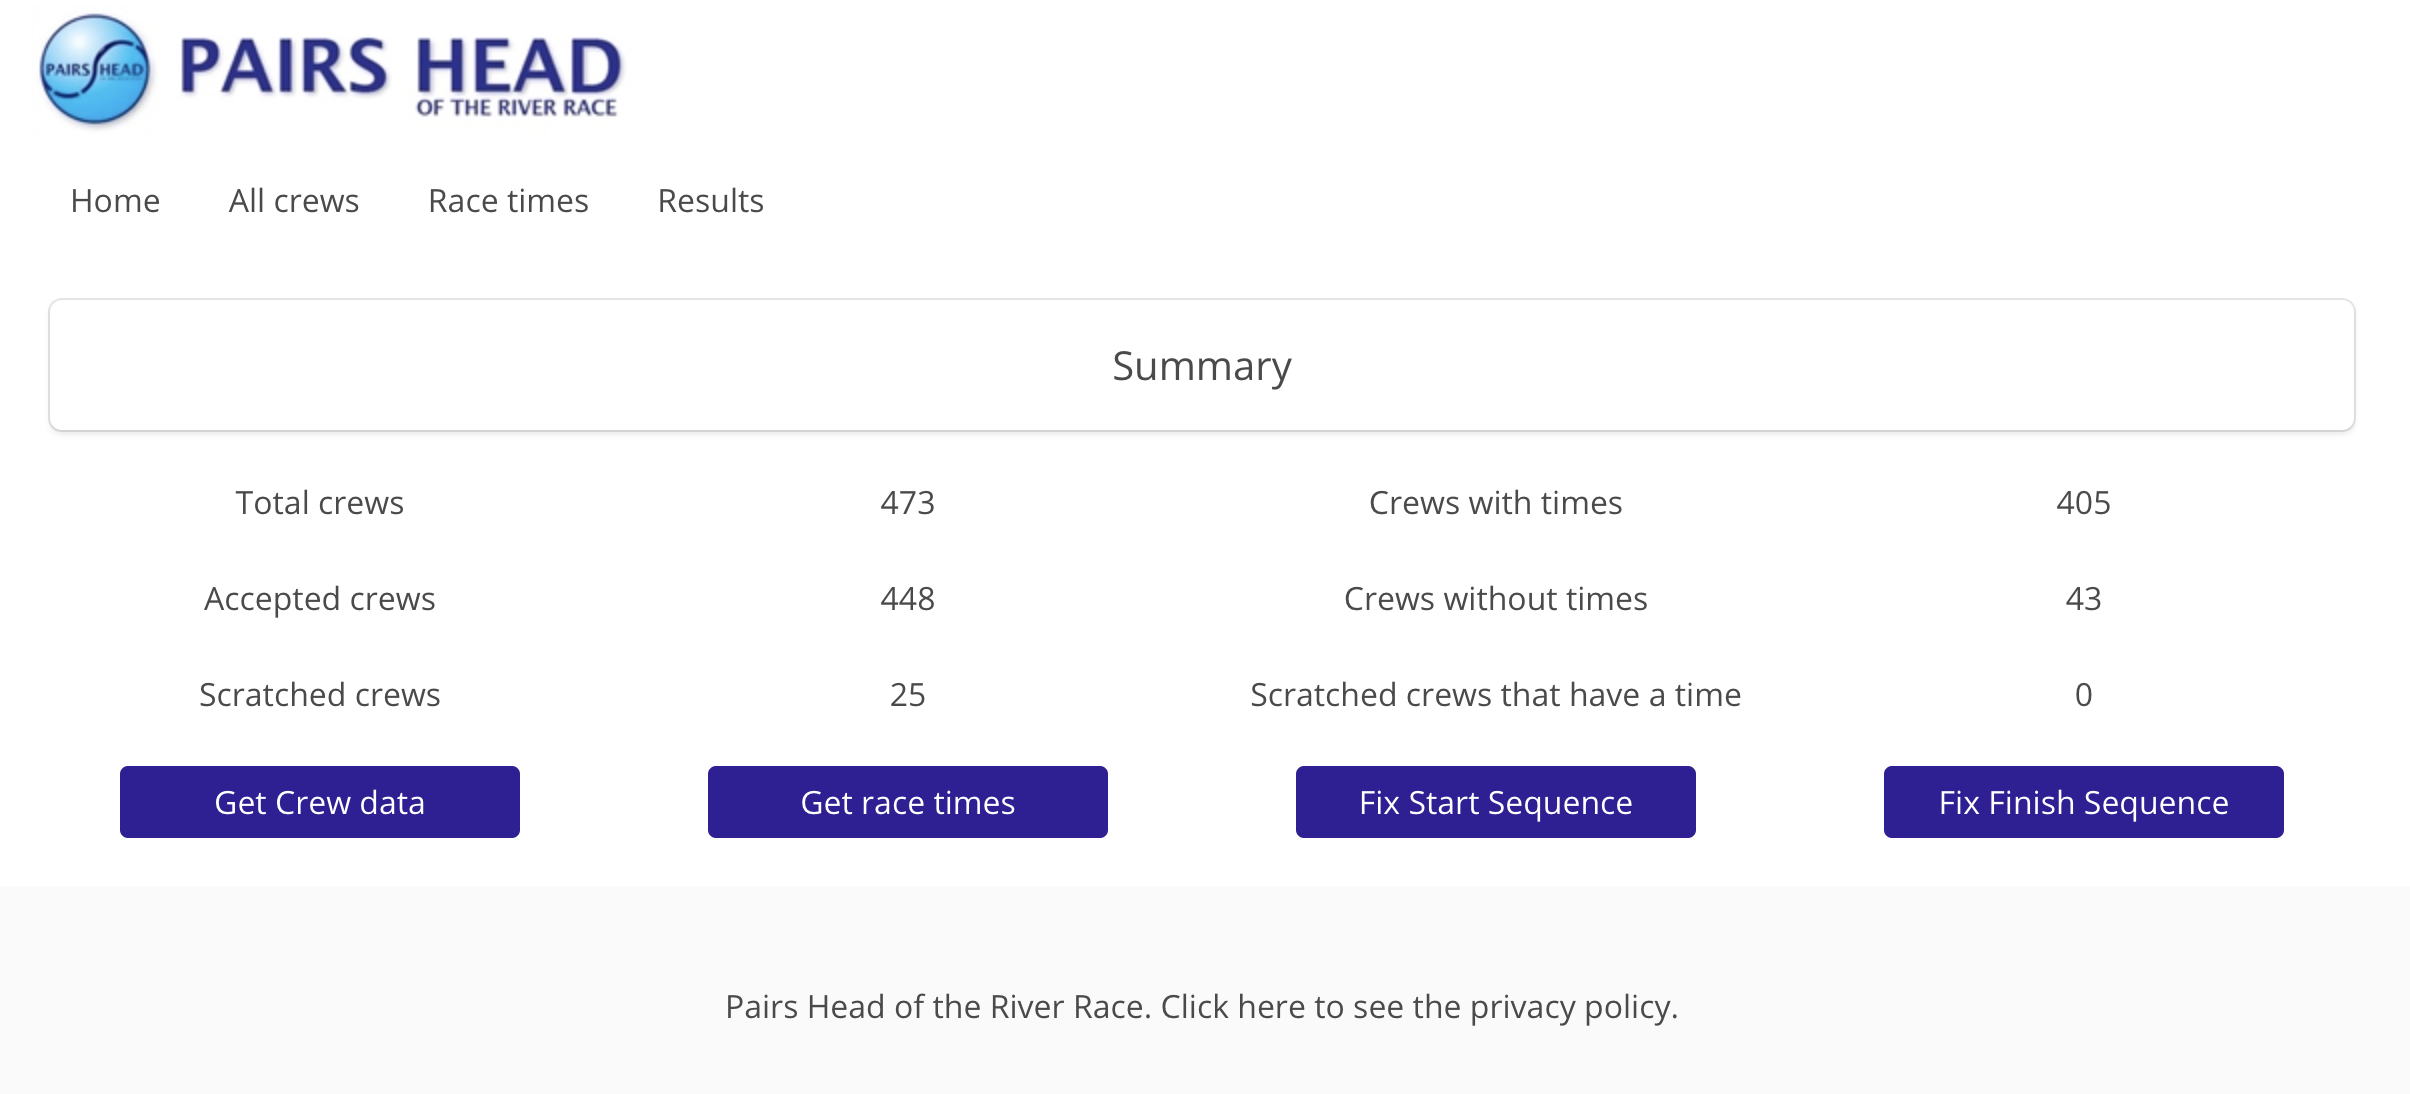 PAIRS HEAD
PAIRS HEAD
OF THE RIVER RACE
Home All crews Race times Results
Summary
Total crews 473 Crews with times 405
Accepted crews 448 Crews without times 43
Scratched crews 25 Scratched crews that have a time 0
Get Crew data Get race times Fix Start Sequence Fix Finish Sequence
Pairs Head of the River Race. Click here to see the privacy policy.